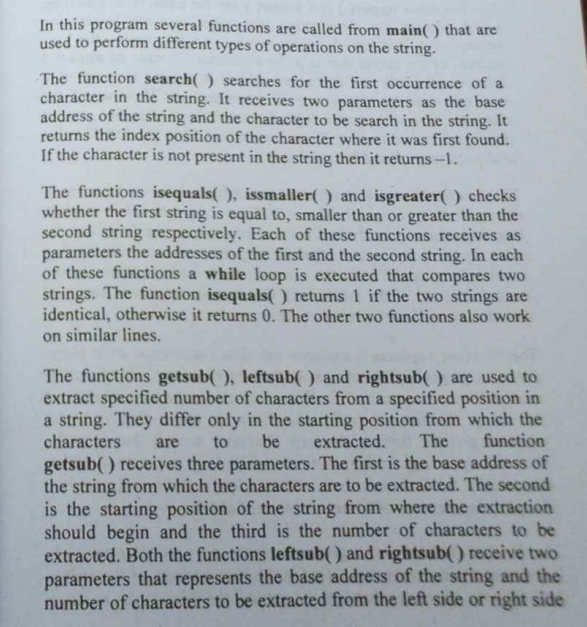 In this program several functions are called from main( ) that are
used to perform different types of operations on the string.
The function search( ) searches for the first occurrence of a
character in the string. It receives two parameters as the base
address of the string and the character to be search in the string. It
returns the index position of the character where it was first found.
If the character is not present in the string then it returns –1.
The functions isequals( ), issmaller( ) and isgreater( ) checks
whether the first string is equal to, smaller than or greater than the
second string respectively. Each of these functions receives as
parameters the addresses of the first and the second string. In each
of these functions a while loop is executed that compares two
strings. The function isequals( ) returns 1 if the two strings are
identical, otherwise it returns 0. The other two functions also work
on similar lines.
The functions getsub( ), leftsub( ) and rightsub( ) are used to
extract specified number of characters from a specified position in
a string. They differ only in the starting position from which the
characters are to be extracted. The function
getsub( ) receives three parameters. The first is the base address of
the string from which the characters are to be extracted. The second
is the starting position of the string from where the extraction
should begin and the third is the number of characters to be
extracted. Both the functions leftsub( ) and rightsub( ) receive two
parameters that represents the base address of the string and the
number of characters to be extracted from the left side or right side